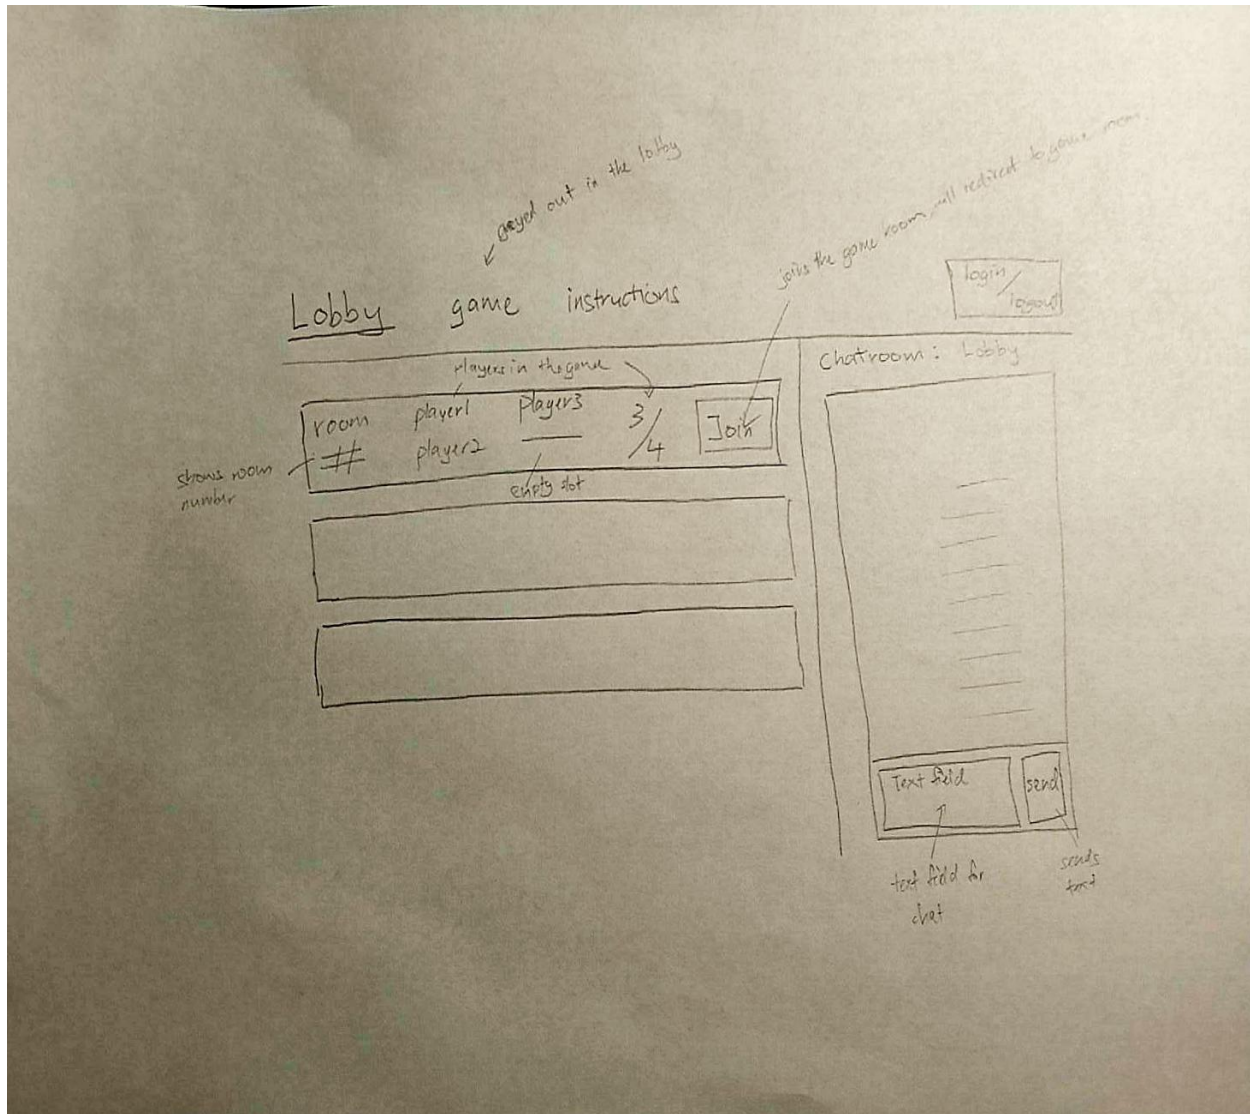 grayed out in the lobby
joins the game room, will redirect to game room.
Lobby game instructions
login / logout
Chatroom: Lobby
Players in the game
room player1 player3 3/4 Join
# player2
shows room
number
empty slot
Text field send
text field for
chat
sends
text